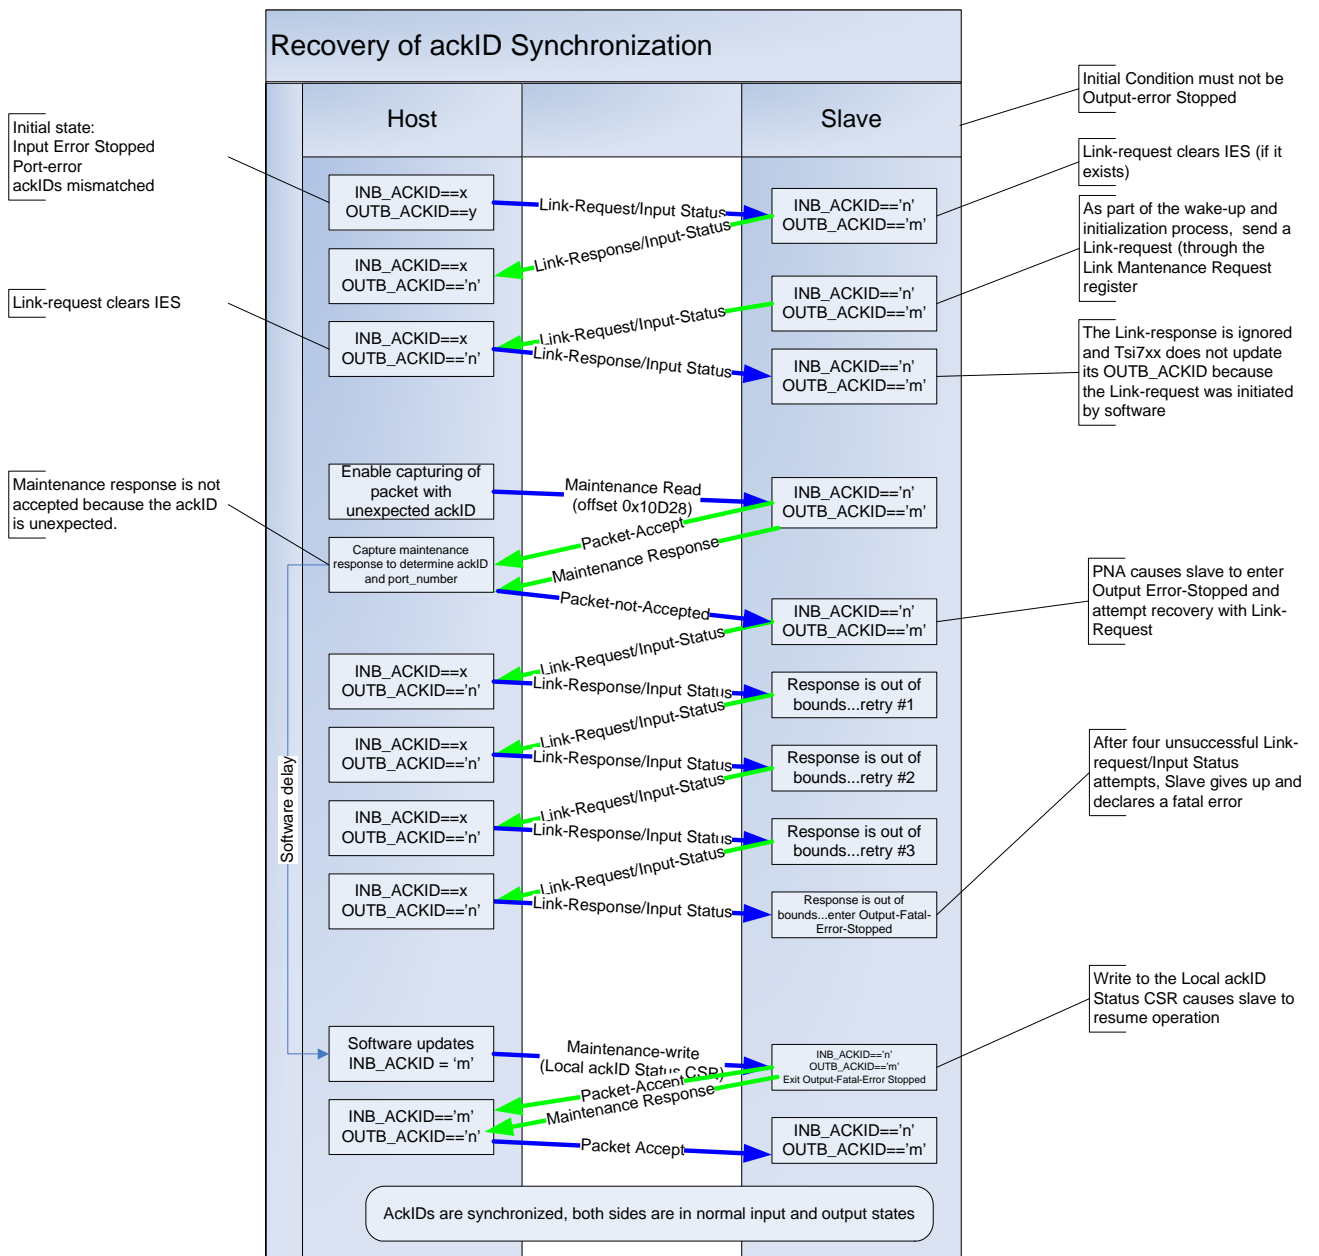 Recovery of ackID Synchronization
Host
Slave
Initial Condition must not be
Output-error Stopped
Initial state:
Input Error Stopped
Port-error
ackIDs mismatched
Link-request clears IES (if it
exists)
INB_ACKID==x
OUTB_ACKID==y
Link-Request/Input Status
INB_ACKID=='n'
OUTB_ACKID=='m'
Link-Response/Input-Status
As part of the wake-up and
initialization process, send a
Link-request (through the
Link Mantenance Request
register
INB_ACKID==x
OUTB_ACKID=='n'
INB_ACKID=='n'
OUTB_ACKID=='m'
Link-Request/Input-Status
Link-request clears IES
INB_ACKID==x
OUTB_ACKID=='n'
Link-Response/Input Status
INB_ACKID=='n'
OUTB_ACKID=='m'
The Link-response is ignored
and Tsi7xx does not update
its OUTB_ACKID because
the Link-request was initiated
by software
Maintenance response is not
accepted because the ackID
is unexpected.
Enable capturing of
packet with
unexpected ackID
Maintenance Read
(offset 0x10D28)
INB_ACKID=='n'
OUTB_ACKID=='m'
Packet-Accept
Maintenance Response
Capture maintenance
response to determine ackID
and port_number
Packet-not-Accepted
INB_ACKID=='n'
OUTB_ACKID=='m'
PNA causes slave to enter
Output Error-Stopped and
attempt recovery with Link-
Request
Link-Request/Input-Status
INB_ACKID==x
OUTB_ACKID=='n'
Link-Response/Input Status
Response is out of
bounds...retry #1
Link-Request/Input-Status
INB_ACKID==x
OUTB_ACKID=='n'
Link-Response/Input Status
Response is out of
bounds...retry #2
After four unsuccessful Link-
request/Input Status
attempts, Slave gives up and
declares a fatal error
Software delay
Link-Request/Input-Status
INB_ACKID==x
OUTB_ACKID=='n'
Link-Response/Input Status
Response is out of
bounds...retry #3
Link-Request/Input-Status
INB_ACKID==x
OUTB_ACKID=='n'
Link-Response/Input Status
Response is out of
bounds...enter Output-Fatal-
Error-Stopped
Write to the Local ackID
Status CSR causes slave to
resume operation
Software updates
INB_ACKID = 'm'
Maintenance-write
(Local ackID Status CSR)
INB_ACKID=='n'
OUTB_ACKID=='m'
Exit Output-Fatal-Error Stopped
Packet-Accept
Maintenance Response
INB_ACKID=='m'
OUTB_ACKID=='n'
Packet Accept
INB_ACKID=='n'
OUTB_ACKID=='m'
AckIDs are synchronized, both sides are in normal input and output states